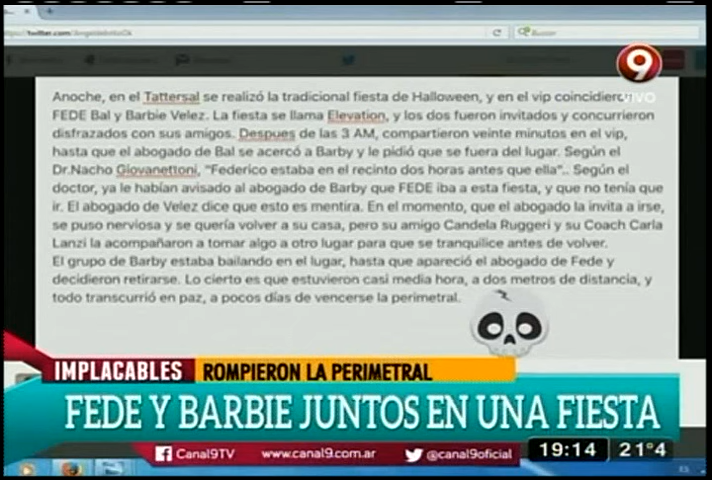 twitter.com/AngeldebritoOk
Buscar
9
VIVO
Anoche, en el Tattersal se realizó la tradicional fiesta de Halloween, y en el vip coincidieron
FEDE Bal y Barbie Velez. La fiesta se llama Elevation, y los dos fueron invitados y concurrieron
disfrazados con sus amigos. Despues de las 3 AM, compartieron veinte minutos en el vip,
hasta que el abogado de Bal se acercó a Barby y le pidió que se fuera del lugar. Según el
Dr.Nacho Giovanettoni, "Federico estaba en el recinto dos horas antes que ella".. Según el
doctor, ya le habían avisado al abogado de Barby que FEDE iba a esta fiesta, y que no tenía que
ir. El abogado de Velez dice que esto es mentira. En el momento, que el abogado la invita a irse,
se puso nerviosa y se quería volver a su casa, pero su amigo Candela Ruggeri y su Coach Carla
Lanzi la acompañaron a tomar algo a otro lugar para que se tranquilice antes de volver.
El grupo de Barby estaba bailando en el lugar, hasta que apareció el abogado de Fede y
decidieron retirarse. Lo cierto es que estuvieron casi media hora, a dos metros de distancia, y
todo transcurrió en paz, a pocos días de vencerse la perimetral.
IMPLACABLES ROMPIERON LA PERIMETRAL
FEDE Y BARBIE JUNTOS EN UNA FIESTA
Canal9TV www.canal9.com.ar @canal9oficial 19:14 21°4
ES